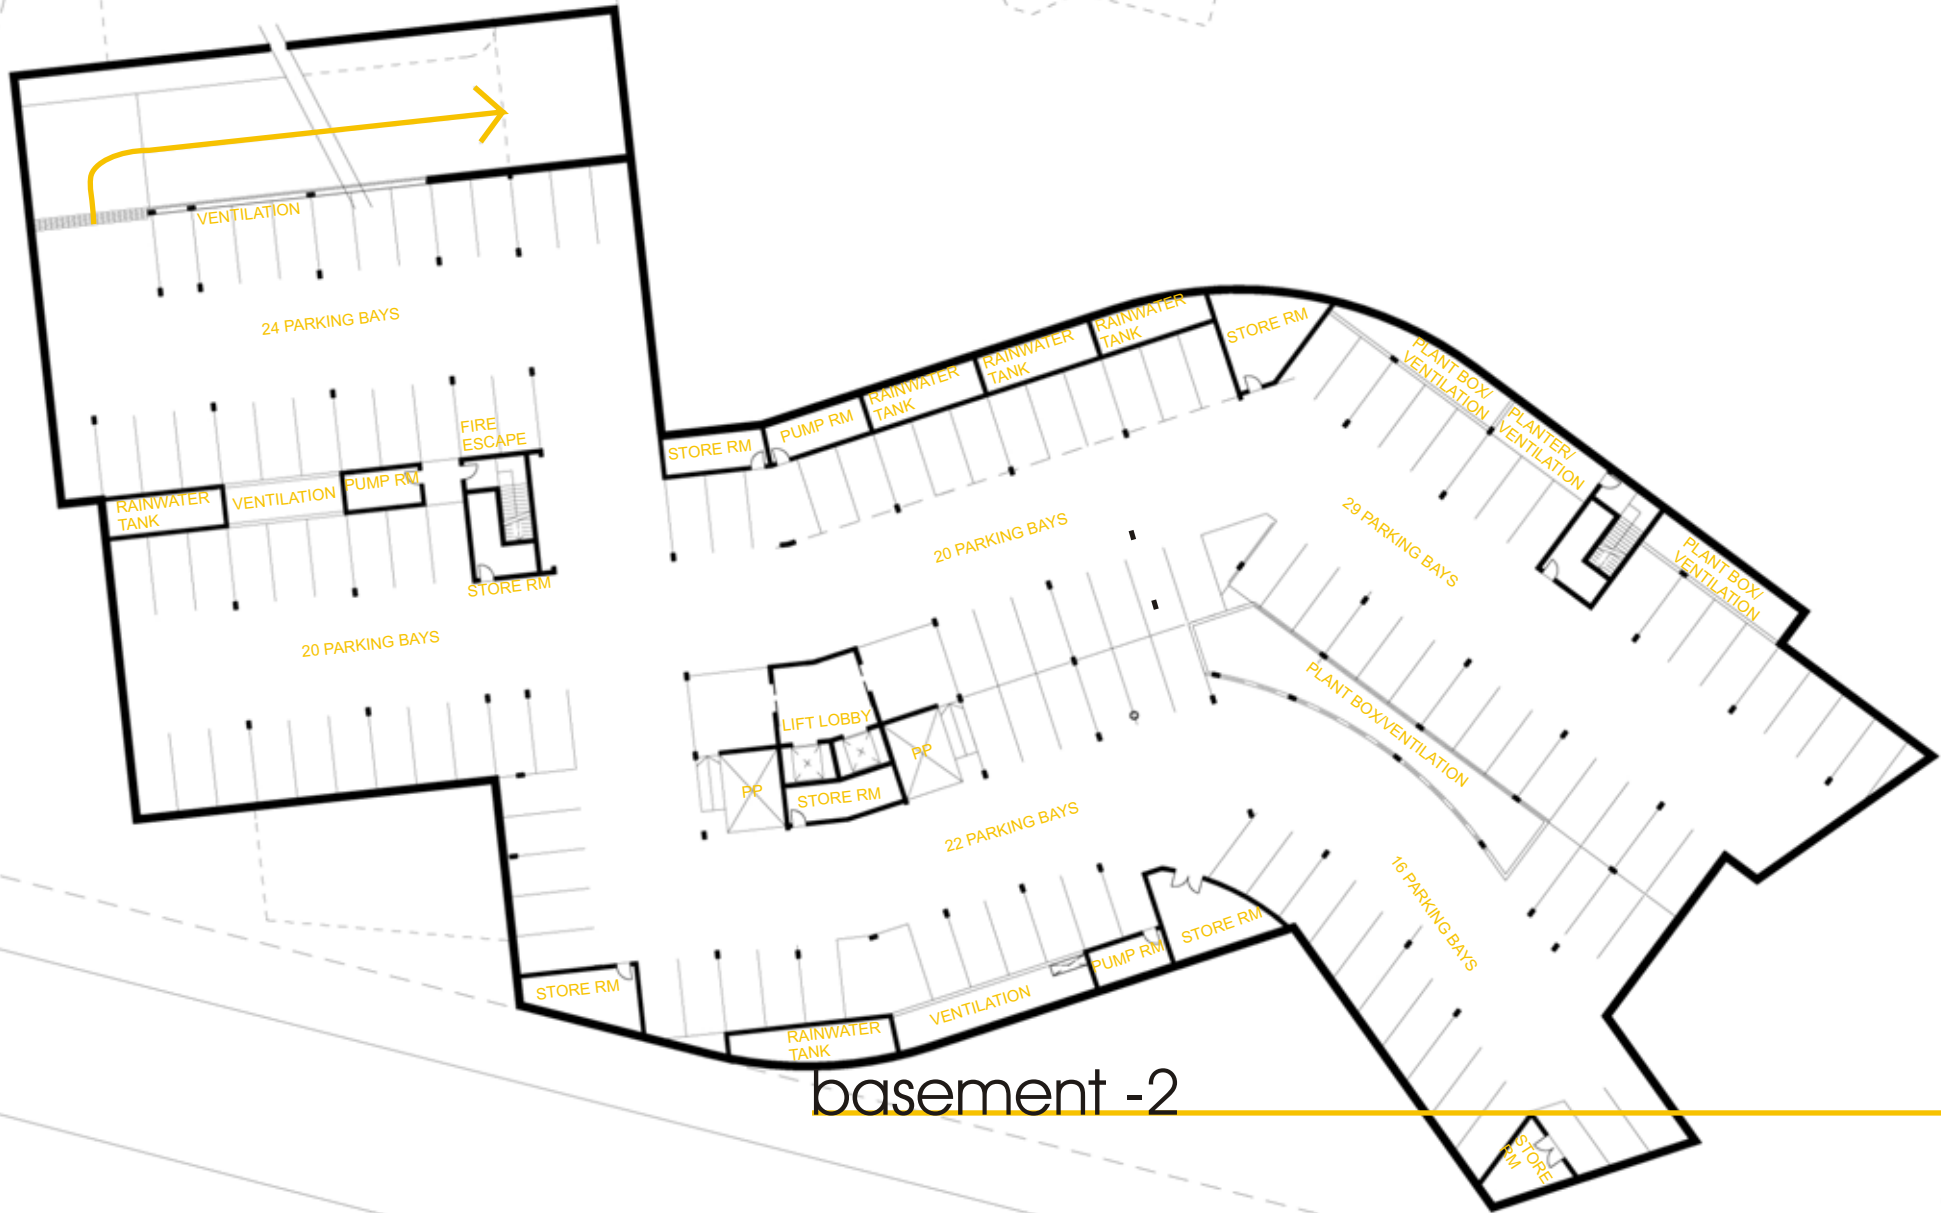 VENTILATION
24 PARKING BAYS
FIRE
ESCAPE
RAINWATER
TANK
VENTILATION
PUMP RM
STORE RM
20 PARKING BAYS
STORE RM
PUMP RM
RAINWATER
TANK
RAINWATER
TANK
RAINWATER
TANK
STORE RM
PLANT BOX/
VENTILATION
PLANTER/
VENTILATION
PLANT BOX/
VENTILATION
20 PARKING BAYS
29 PARKING BAYS
PLANT BOX/VENTILATION
LIFT LOBBY
PP
PP
STORE RM
22 PARKING BAYS
16 PARKING BAYS
STORE RM
PUMP RM
STORE RM
VENTILATION
RAINWATER
TANK
STORE
RM
basement -2